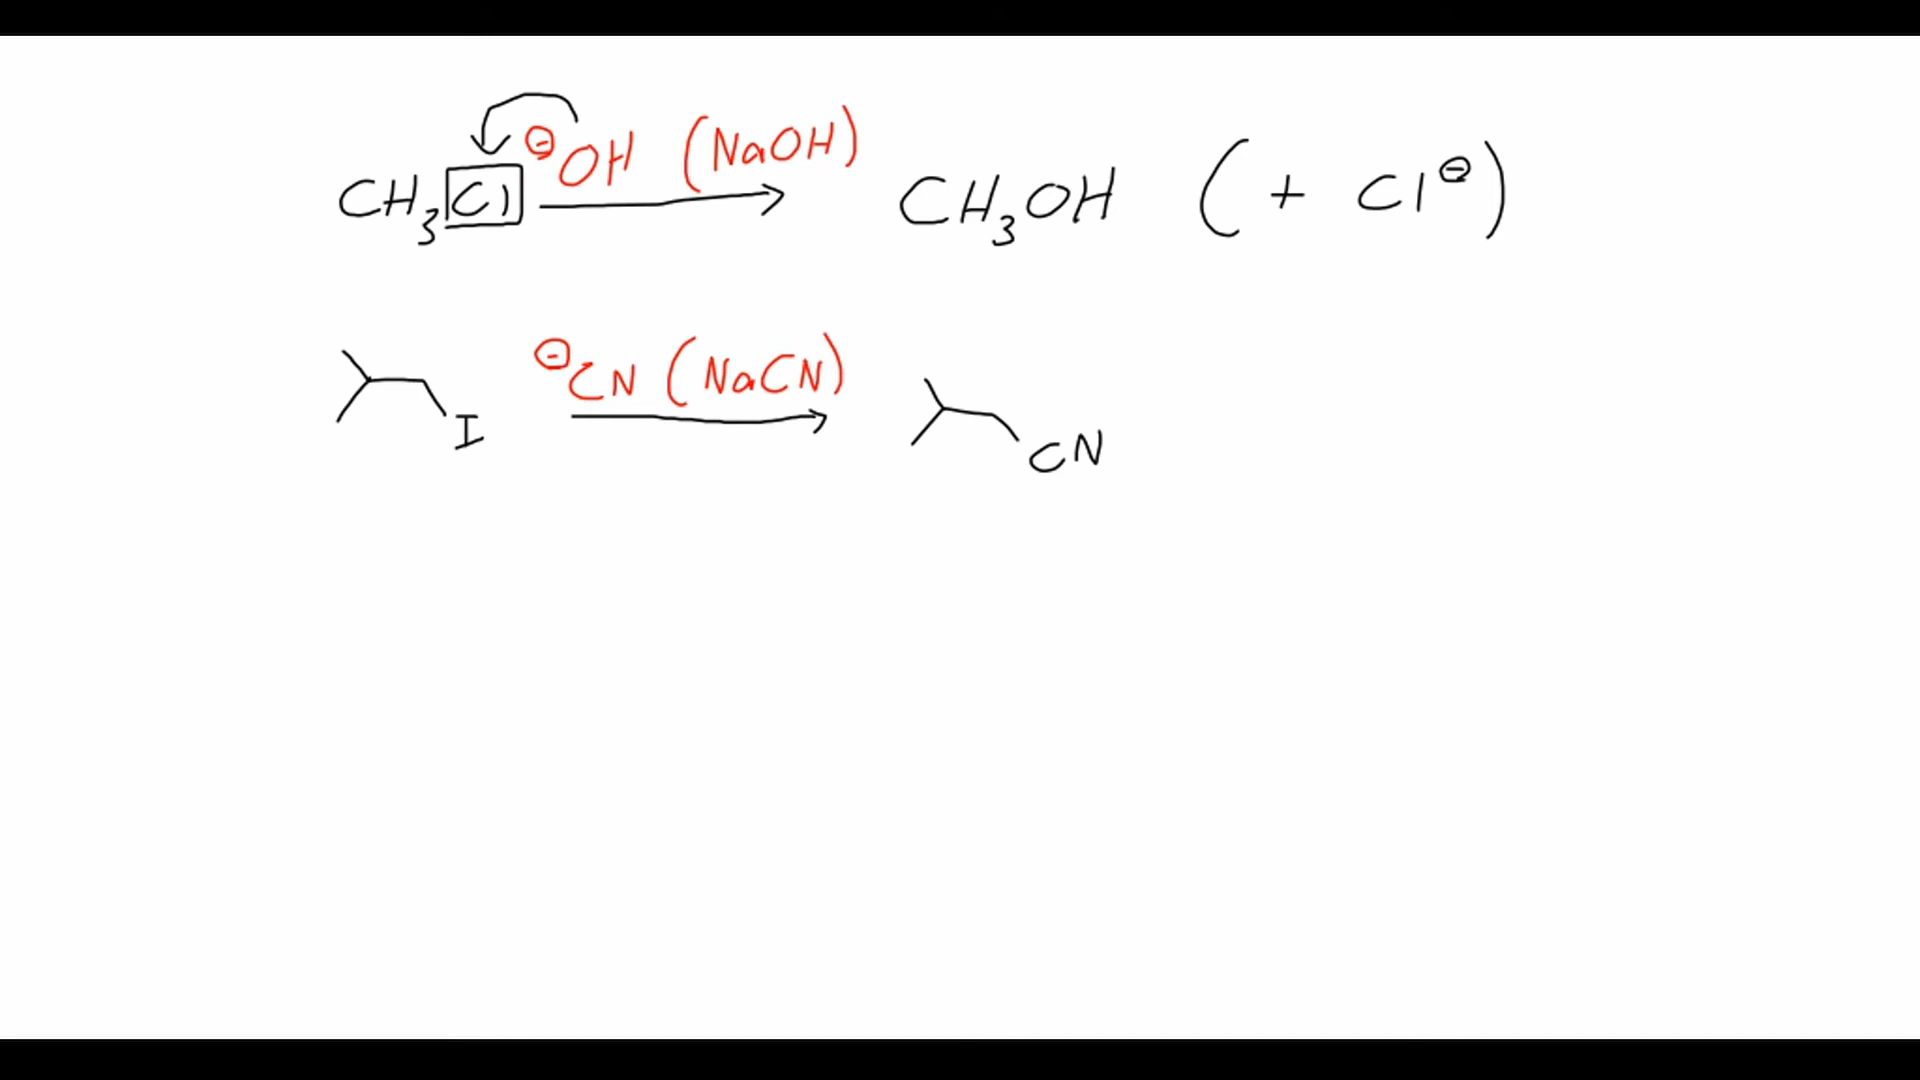 CH₃Cl ⊖OH (NaOH) → CH₃OH (+ Cl⊖)
I ⊖CN (NaCN) → CN